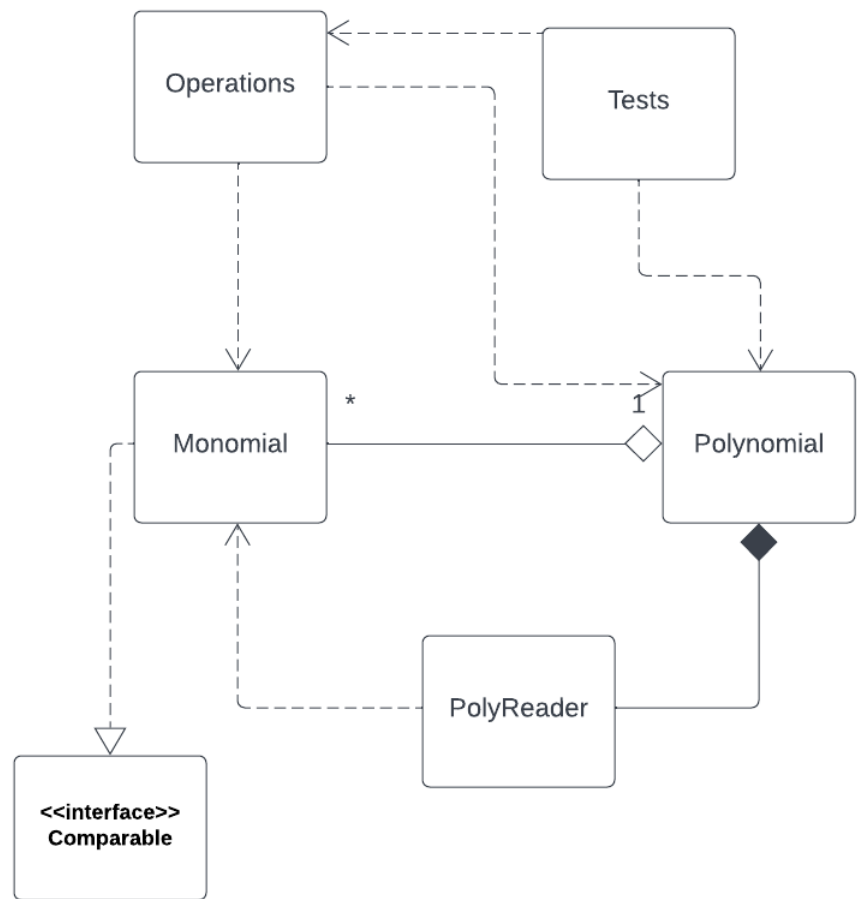 Operations
Tests
*
1
Monomial
Polynomial
PolyReader
<<interface>>
Comparable